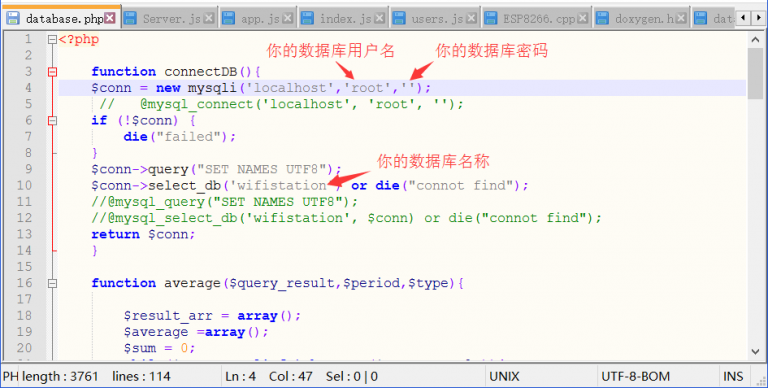 database.php Server.js app.js index.js users.js ESP8266.cpp doxygen.h dat
1 <?php
2
你的数据库用户名 你的数据库密码
3 function connectDB(){
4 $conn = new mysqli('localhost','root','');
5 // @mysql_connect('localhost', 'root', '');
6 if (!$conn) {
7 die("failed");
8 }
9 $conn->query("SET NAMES UTF8");
你的数据库名称
10 $conn->select_db('wifistation') or die("connot find");
11 //@mysql_query("SET NAMES UTF8");
12 //@mysql_select_db('wifistation', $conn) or die("connot find");
13 return $conn;
14 }
15
16 function average($query_result,$period,$type){
17
18 $result_arr = array();
19 $average =array();
20 $sum = 0;
PH length : 3761 lines : 114 Ln : 4 Col : 47 Sel : 0 | 0 UNIX UTF-8-BOM INS